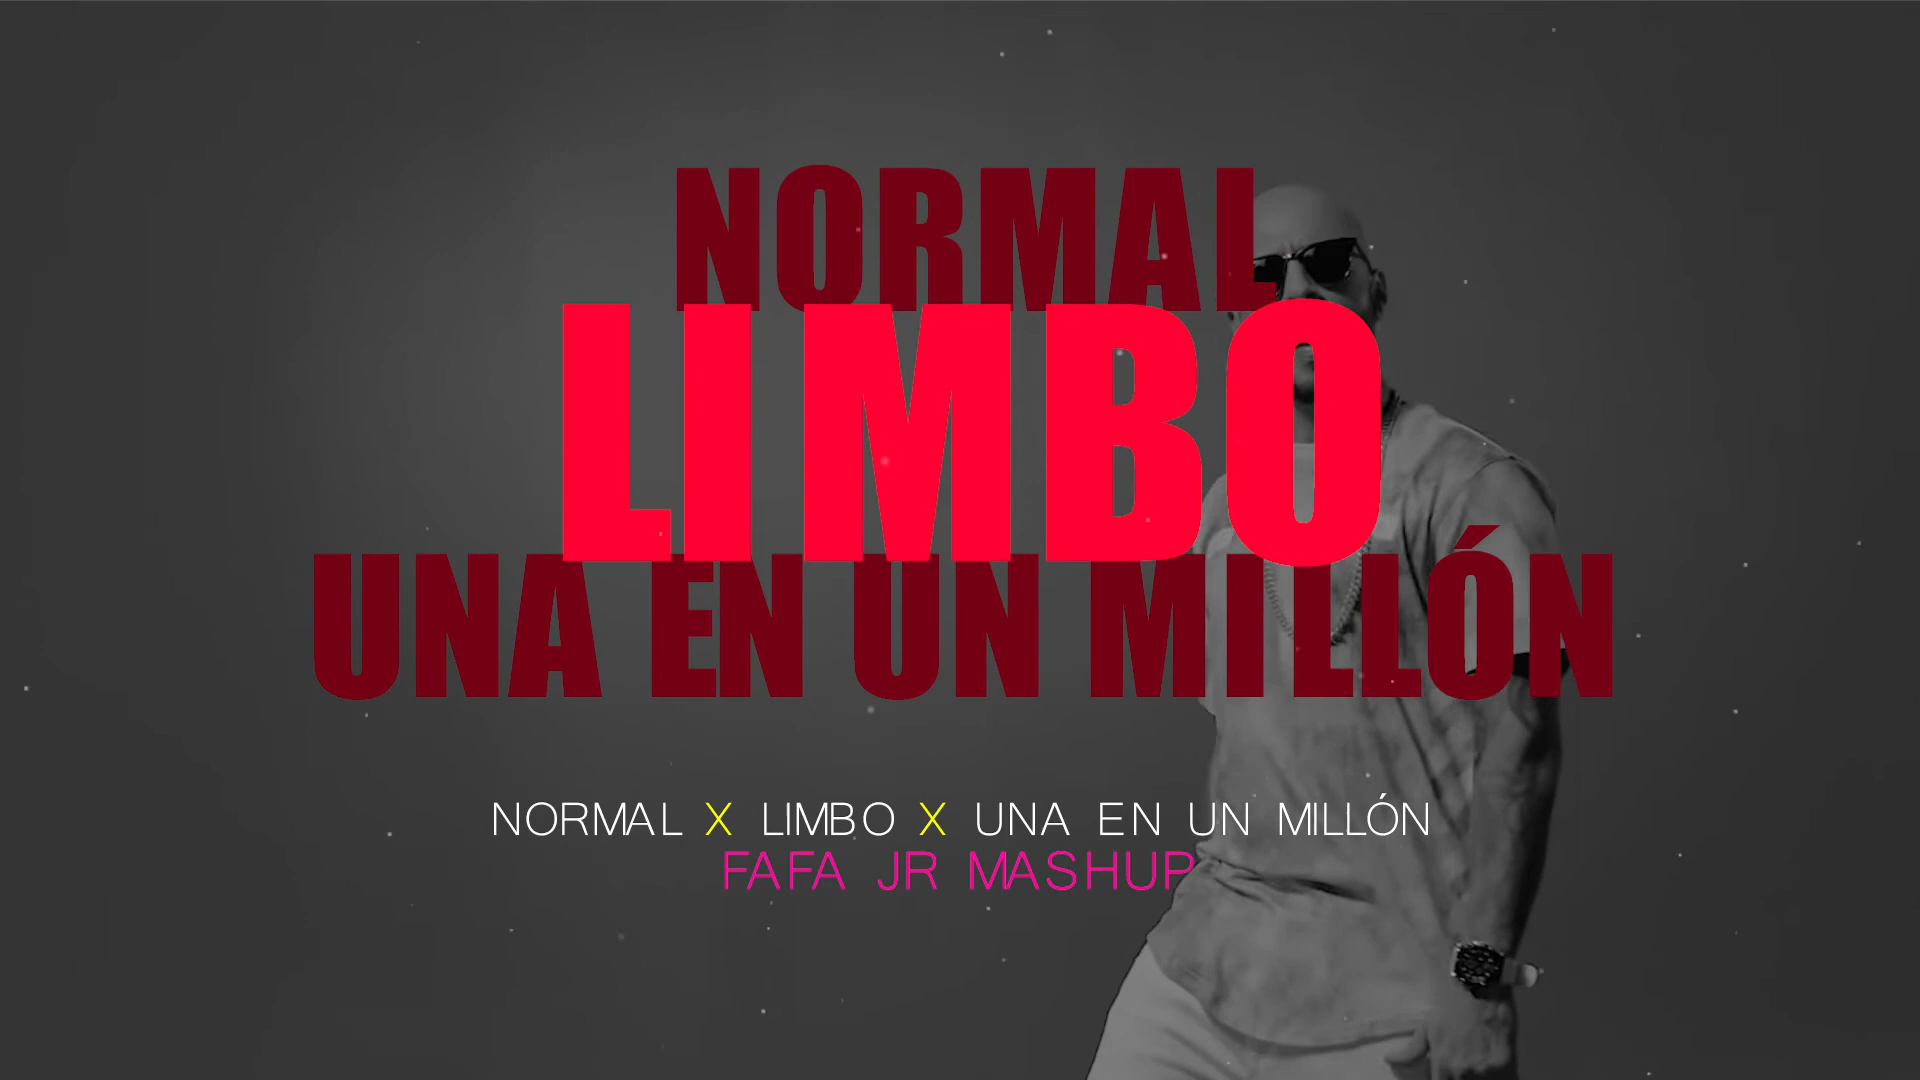 NORMAL
LIMBO
UNA EN UN MILLÓN
NORMAL X LIMBO X UNA EN UN MILLÓN
FAFA JR MASHUP